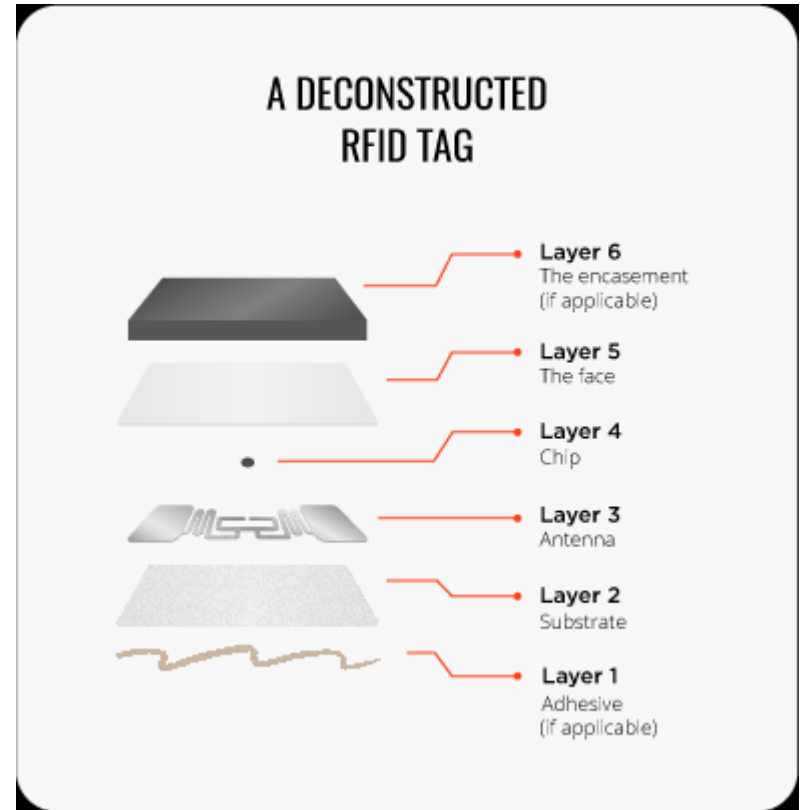 A DECONSTRUCTED
RFID TAG
Layer 6
The encasement
(if applicable)
Layer 5
The face
Layer 4
Chip
Layer 3
Antenna
Layer 2
Substrate
Layer 1
Adhesive
(if applicable)